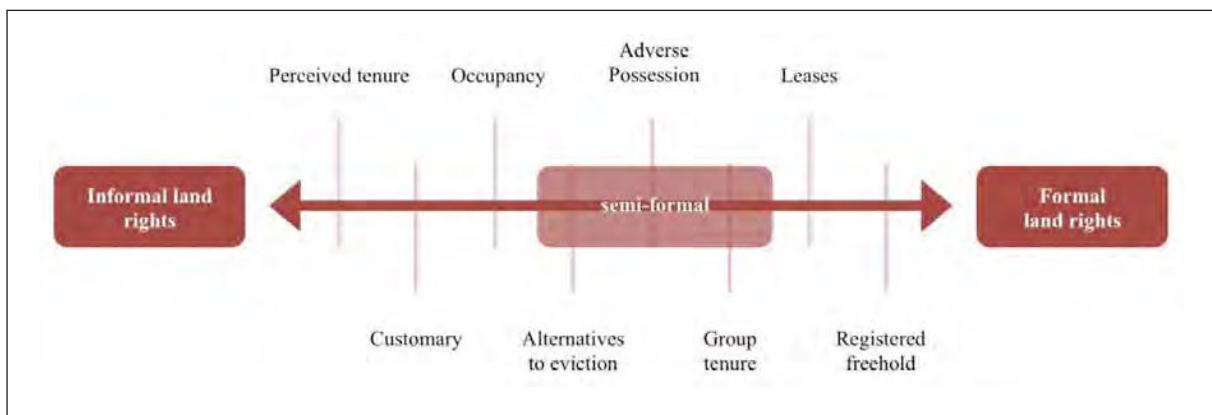 Perceived tenure
Occupancy
Adverse
Possession
Leases
Informal land
rights
semi-formal
Formal
land rights
Customary
Alternatives
to eviction
Group
tenure
Registered
freehold